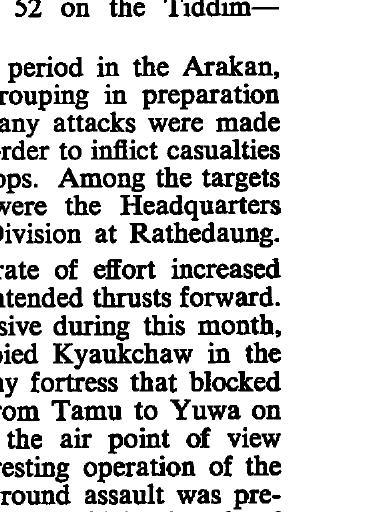 52 on the Tiddim—
period in the Arakan,
rouping in preparation
any attacks were made
rder to inflict casualties
ops. Among the targets
were the Headquarters
Division at Rathedaung.
rate of effort increased
ntended thrusts forward.
sive during this month,
pied Kyaukchaw in the
ny fortress that blocked
rom Tamu to Yuwa on
the air point of view
resting operation of the
round assault was pre-